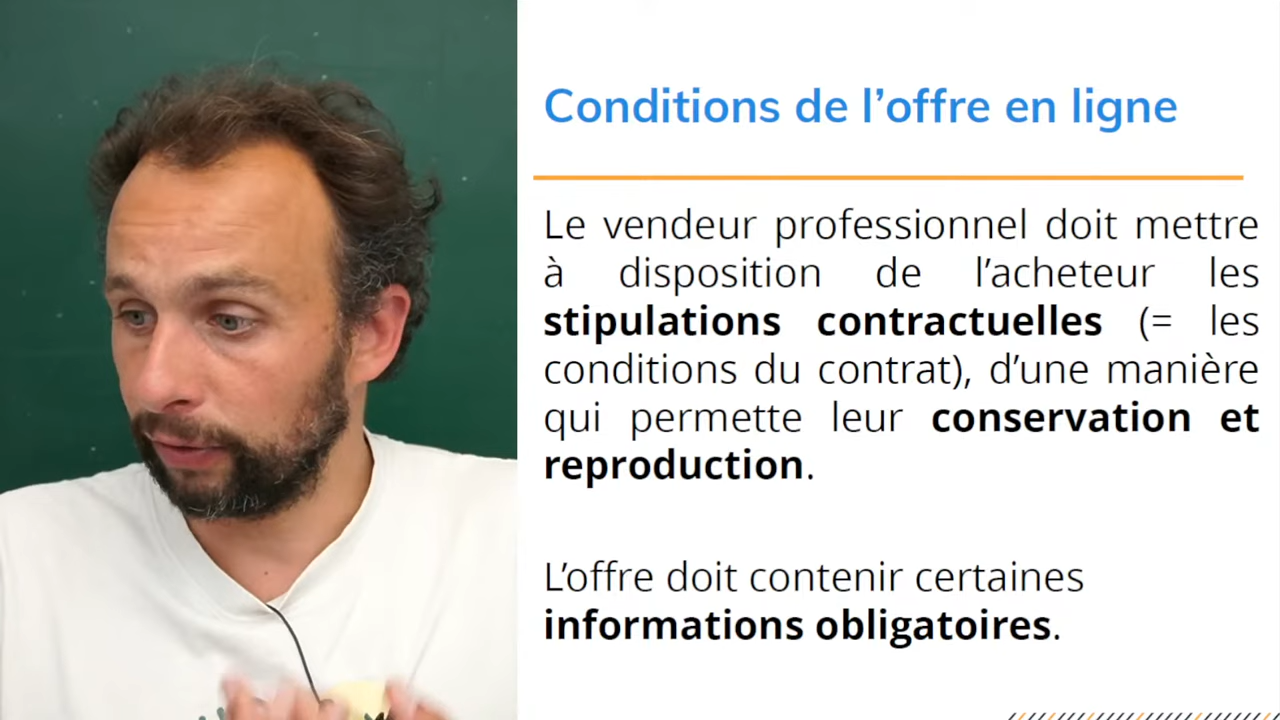 Conditions de l’offre en ligne
Le vendeur professionnel doit mettre
à disposition de l’acheteur les
stipulations contractuelles (= les
conditions du contrat), d’une manière
qui permette leur conservation et
reproduction.
L’offre doit contenir certaines
informations obligatoires.